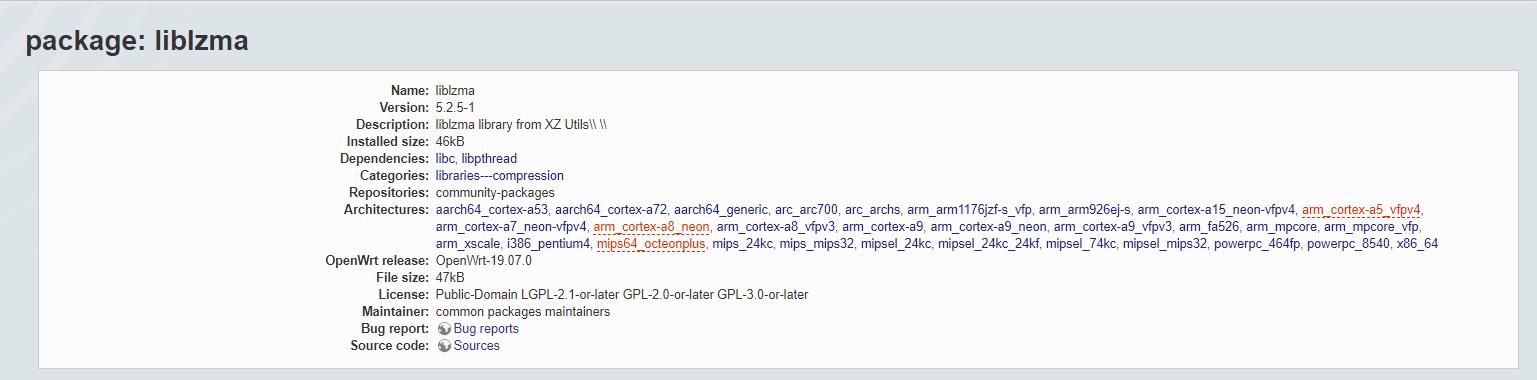 package: liblzma
Name: liblzma
Version: 5.2.5-1
Description: liblzma library from XZ Utils\\ \\
Installed size: 46kB
Dependencies: libc, libpthread
Categories: libraries---compression
Repositories: community-packages
Architectures: aarch64_cortex-a53, aarch64_cortex-a72, aarch64_generic, arc_arc700, arc_archs, arm_arm1176jzf-s_vfp, arm_arm926ej-s, arm_cortex-a15_neon-vfpv4, arm_cortex-a5_vfpv4,
arm_cortex-a7_neon-vfpv4, arm_cortex-a8_neon, arm_cortex-a8_vfpv3, arm_cortex-a9, arm_cortex-a9_neon, arm_cortex-a9_vfpv3, arm_fa526, arm_mpcore, arm_mpcore_vfp,
arm_xscale, i386_pentium4, mips64_octeonplus, mips_24kc, mips_mips32, mipsel_24kc, mipsel_24kc_24kf, mipsel_74kc, mipsel_mips32, powerpc_464fp, powerpc_8540, x86_64
OpenWrt release: OpenWrt-19.07.0
File size: 47kB
License: Public-Domain LGPL-2.1-or-later GPL-2.0-or-later GPL-3.0-or-later
Maintainer: common packages maintainers
Bug report: Bug reports
Source code: Sources